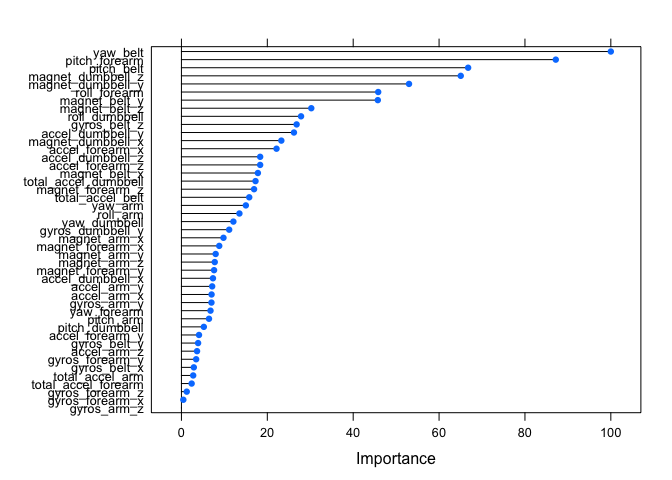 yaw_belt
pitch_forearm
pitch_belt
magnet_dumbbell_z
magnet_dumbbell_y
roll_forearm
magnet_belt_y
magnet_belt_z
roll_dumbbell
gyros_belt_z
accel_dumbbell_y
magnet_dumbbell_x
accel_forearm_x
accel_dumbbell_z
accel_forearm_z
magnet_belt_x
total_accel_dumbbell
magnet_forearm_z
total_accel_belt
yaw_arm
roll_arm
yaw_dumbbell
gyros_dumbbell_y
magnet_arm_x
magnet_forearm_x
magnet_arm_y
magnet_arm_z
magnet_forearm_y
accel_dumbbell_x
accel_arm_y
accel_arm_x
gyros_arm_y
yaw_forearm
pitch_arm
pitch_dumbbell
accel_forearm_y
gyros_belt_y
accel_arm_z
gyros_forearm_y
gyros_belt_x
total_accel_arm
total_accel_forearm
gyros_forearm_z
gyros_forearm_x
gyros_arm_z
0 20 40 60 80 100
Importance